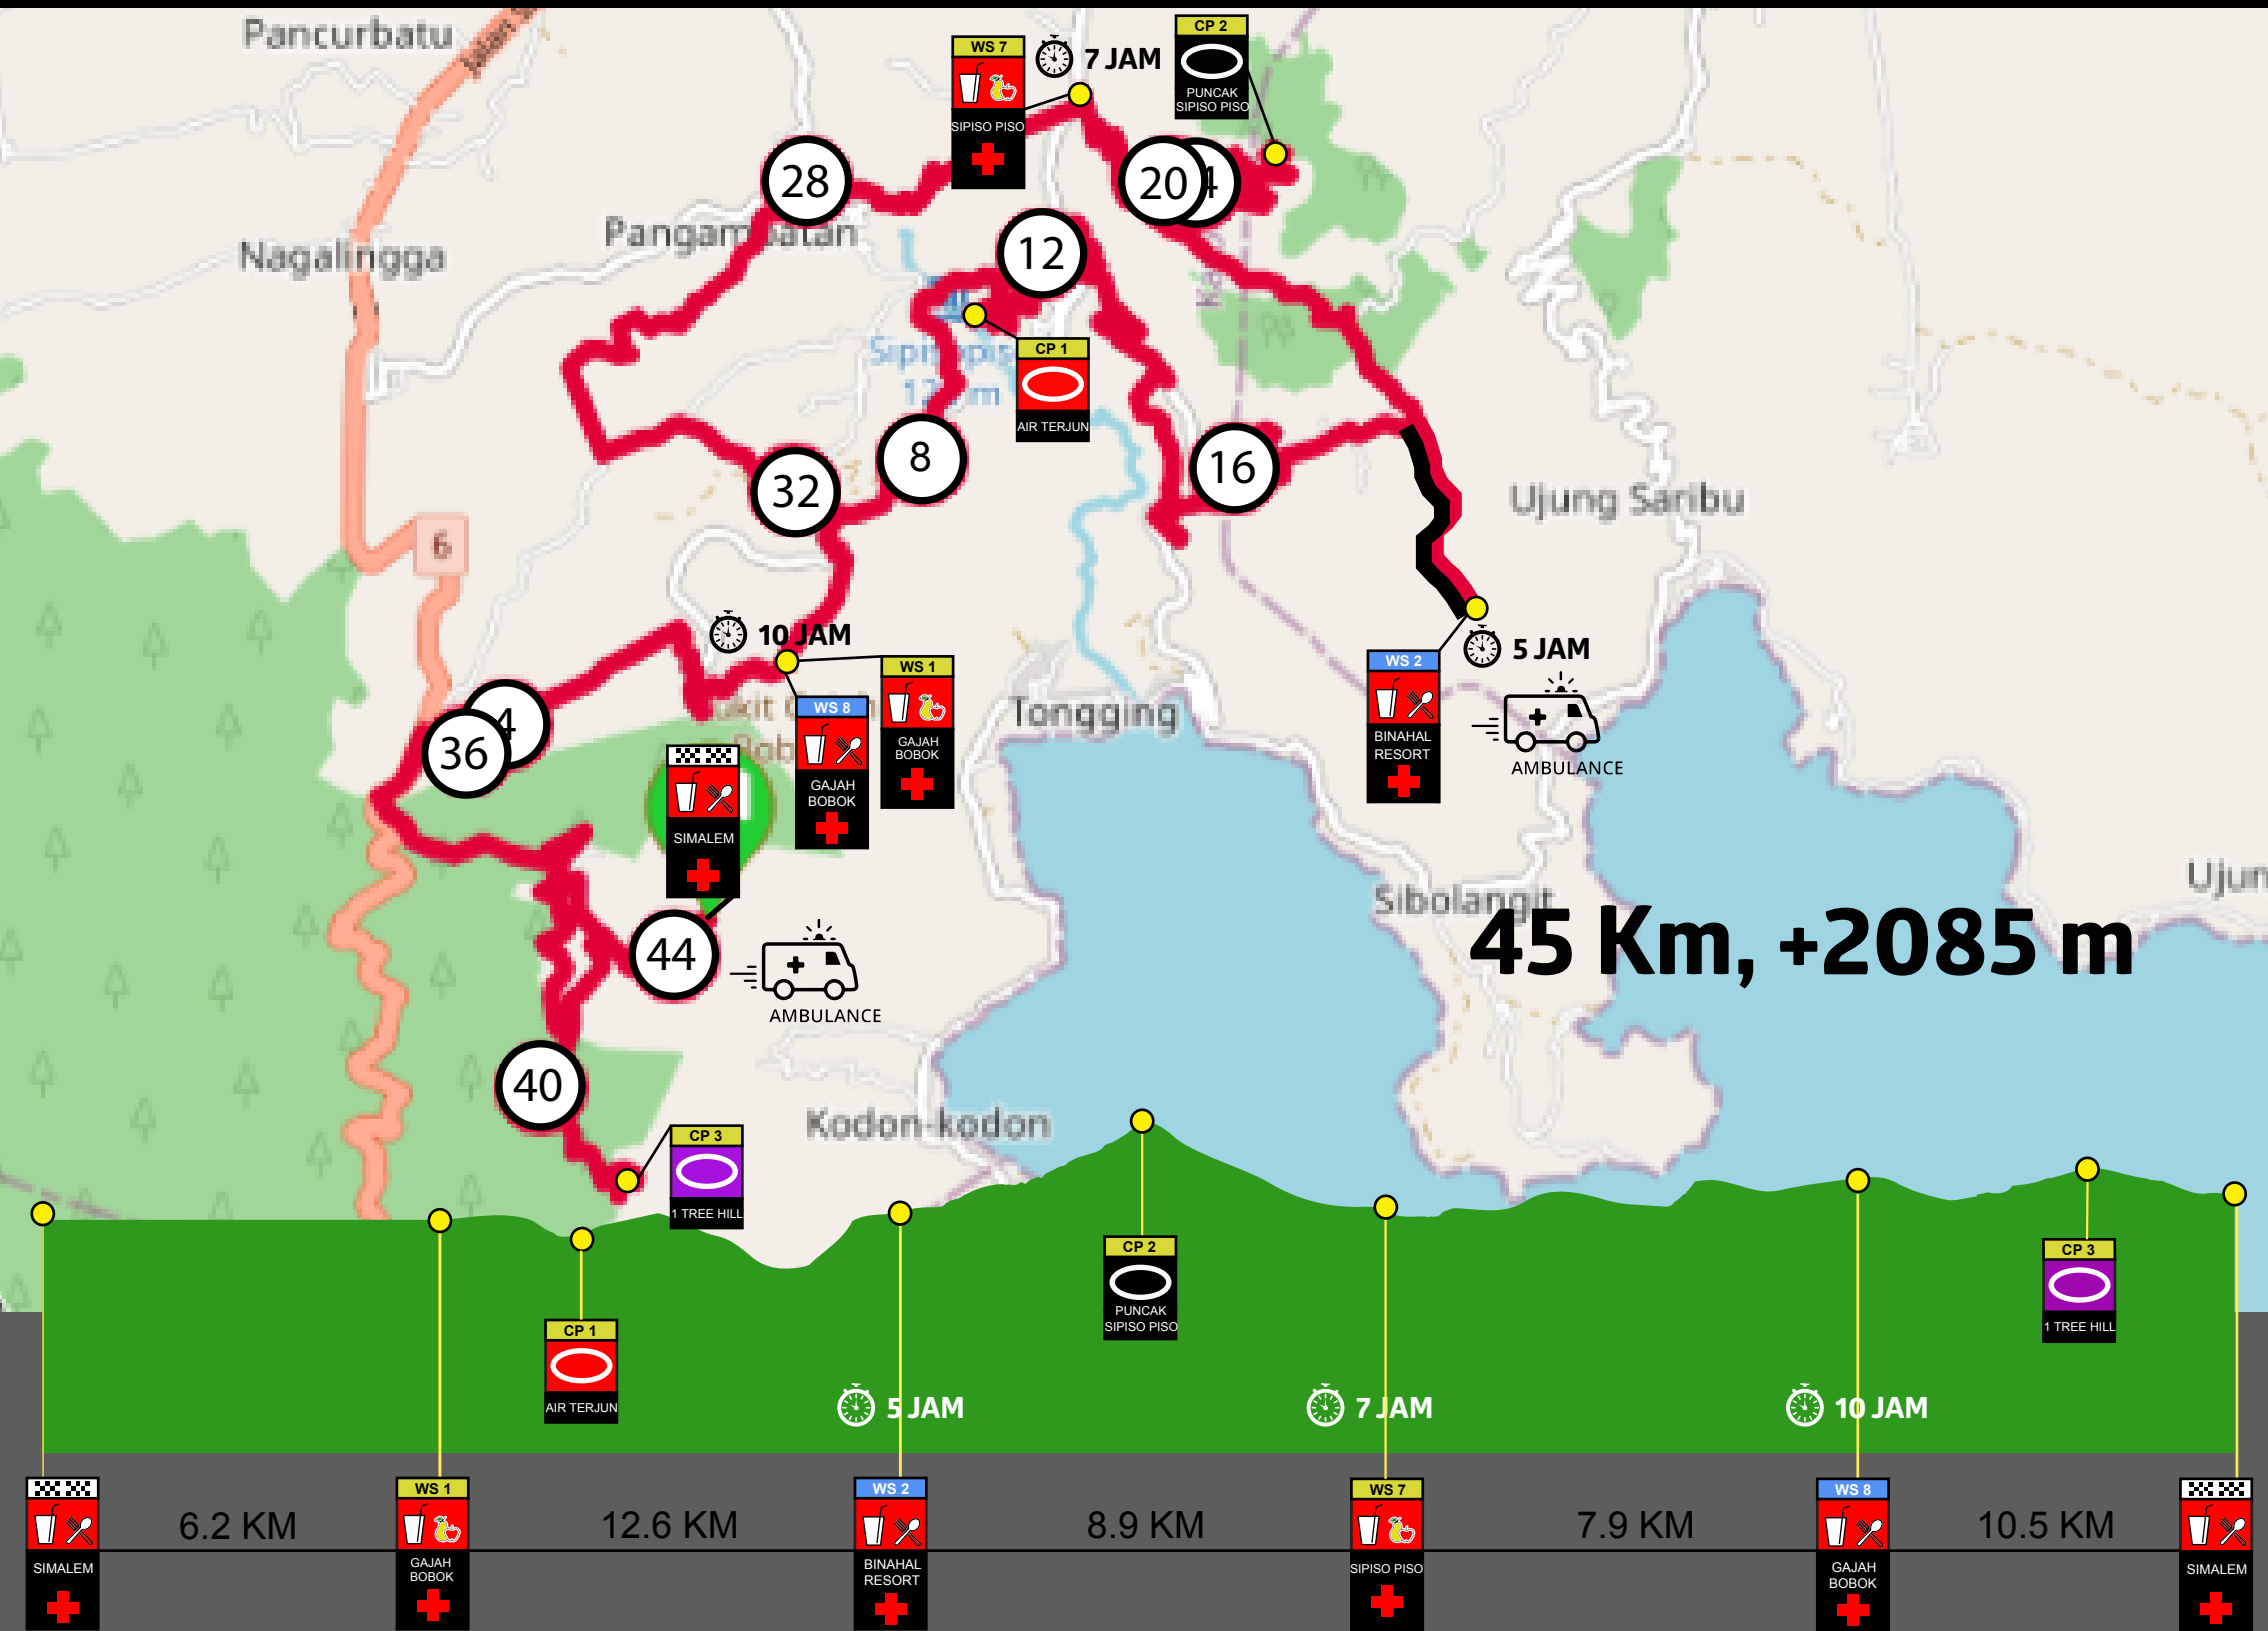 Pancurbatu
Jalan
CP 2
PUNCAK
SIPISO PISO
WS 7
7 JAM
SIPISO PISO
28
20
Pangambatan
Nagalingga
12
CP 1
AIR TERJUN
8
32
16
Ujung Saribu
6
10 JAM
WS 1
GAJAH
BOBOK
WS 8
GAJAH
BOBOK
5 JAM
WS 2
BINAHAL
RESORT
AMBULANCE
Tongging
4
36
SIMALEM
44
AMBULANCE
Sibolangit
45 Km, +2085 m
40
CP 3
1 TREE HILL
Kodon-kodon
CP 2
PUNCAK
SIPISO PISO
CP 3
1 TREE HILL
CP 1
AIR TERJUN
5 JAM
7 JAM
10 JAM
SIMALEM
6.2 KM
WS 1
GAJAH
BOBOK
12.6 KM
WS 2
BINAHAL
RESORT
8.9 KM
WS 7
SIPISO PISO
7.9 KM
WS 8
GAJAH
BOBOK
10.5 KM
SIMALEM